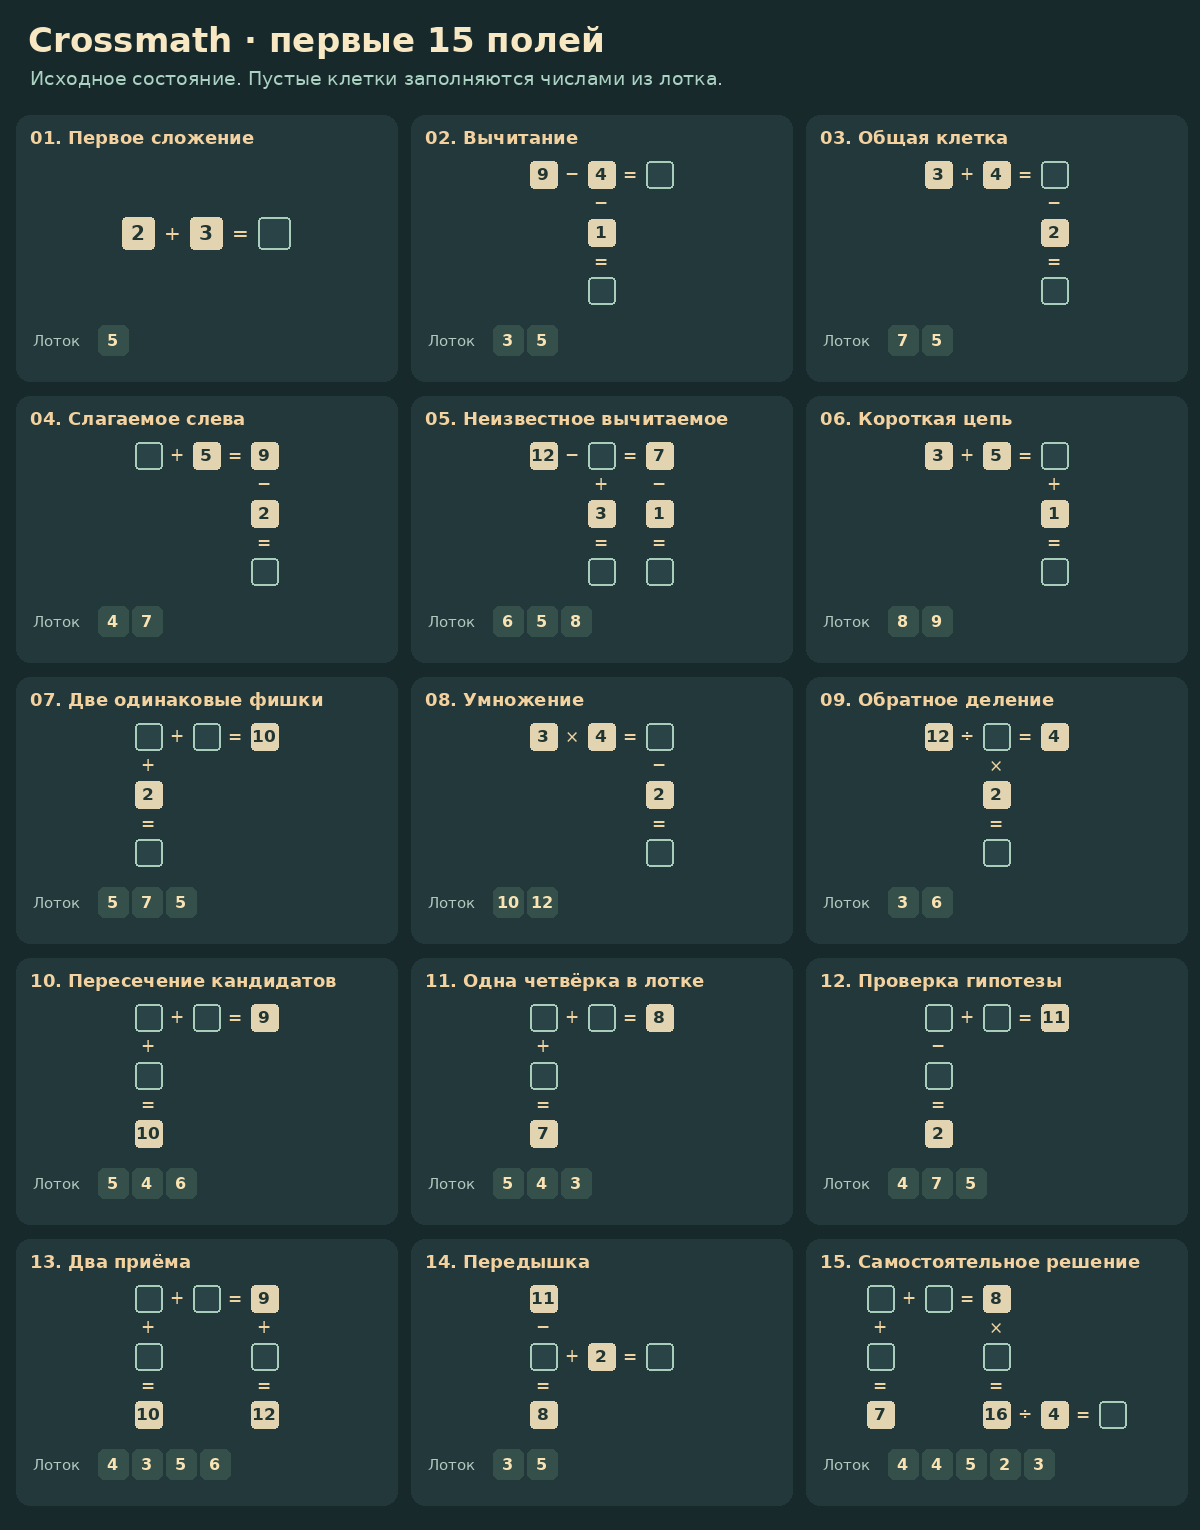 Crossmath · первые 15 полей
Исходное состояние. Пустые клетки заполняются числами из лотка.
01. Первое сложение
2 + 3 =
Лоток 5
02. Вычитание
9 − 4 =
−
1
=
Лоток 3 5
03. Общая клетка
3 + 4 =
−
2
=
Лоток 7 5
04. Слагаемое слева
+ 5 = 9
−
2
=
Лоток 4 7
05. Неизвестное вычитаемое
12 − = 7
+ −
3 1
= =
Лоток 6 5 8
06. Короткая цепь
3 + 5 =
+
1
=
Лоток 8 9
07. Две одинаковые фишки
+ = 10
+
2
=
Лоток 5 7 5
08. Умножение
3 × 4 =
−
2
=
Лоток 10 12
09. Обратное деление
12 ÷ = 4
×
2
=
Лоток 3 6
10. Пересечение кандидатов
+ = 9
+
=
10
Лоток 5 4 6
11. Одна четвёрка в лотке
+ = 8
+
=
7
Лоток 5 4 3
12. Проверка гипотезы
+ = 11
−
=
2
Лоток 4 7 5
13. Два приёма
+ = 9
+ +
= =
10 12
Лоток 4 3 5 6
14. Передышка
11
−
+ 2 =
=
8
Лоток 3 5
15. Самостоятельное решение
+ = 8
+ ×
= =
7 16 ÷ 4 =
Лоток 4 4 5 2 3